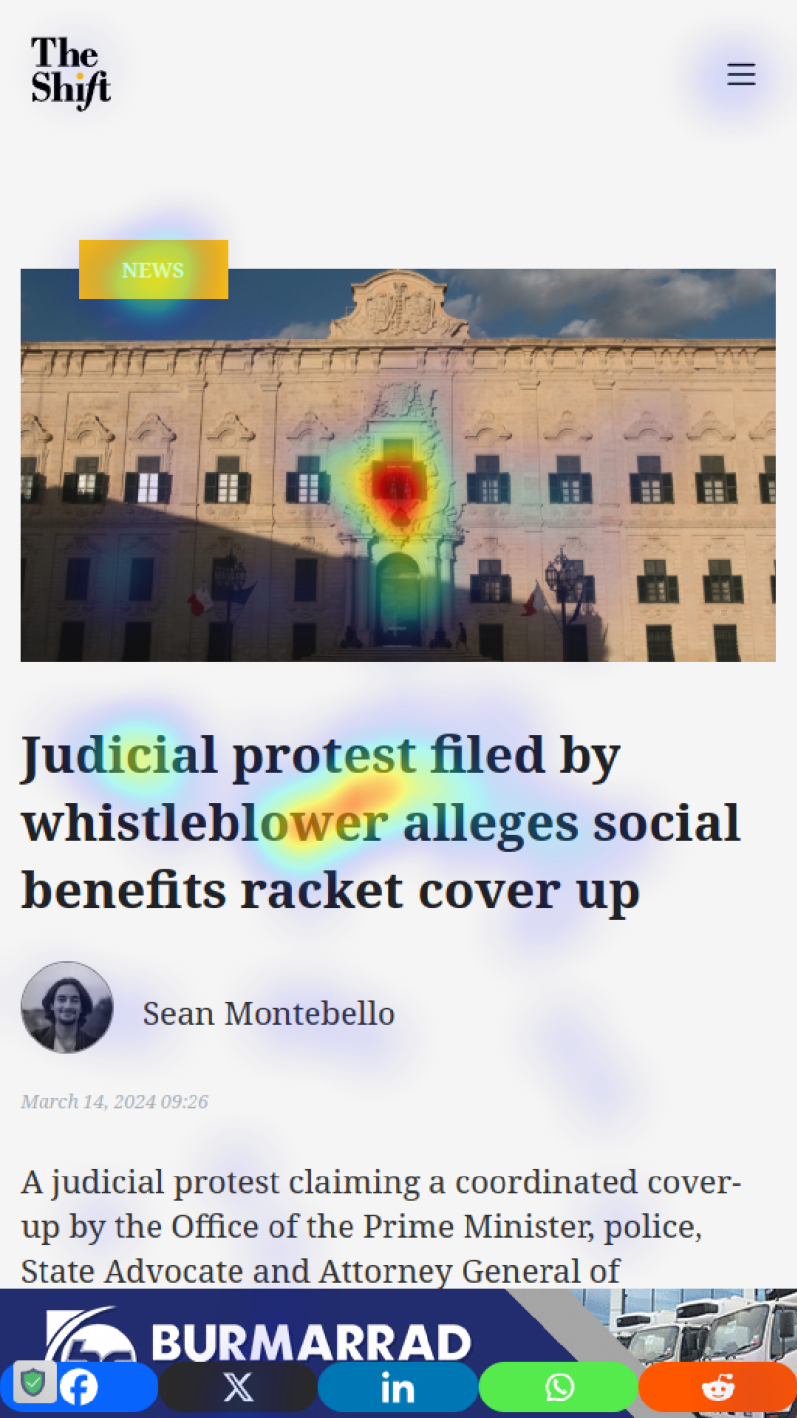 The
Shift
NEWS
Judicial protest filed by
whistleblower alleges social
benefits racket cover up
Sean Montebello
March 14, 2024 09:26
A judicial protest claiming a coordinated cover-
up by the Office of the Prime Minister, police,
State Advocate and Attorney General of
BURMARRAD